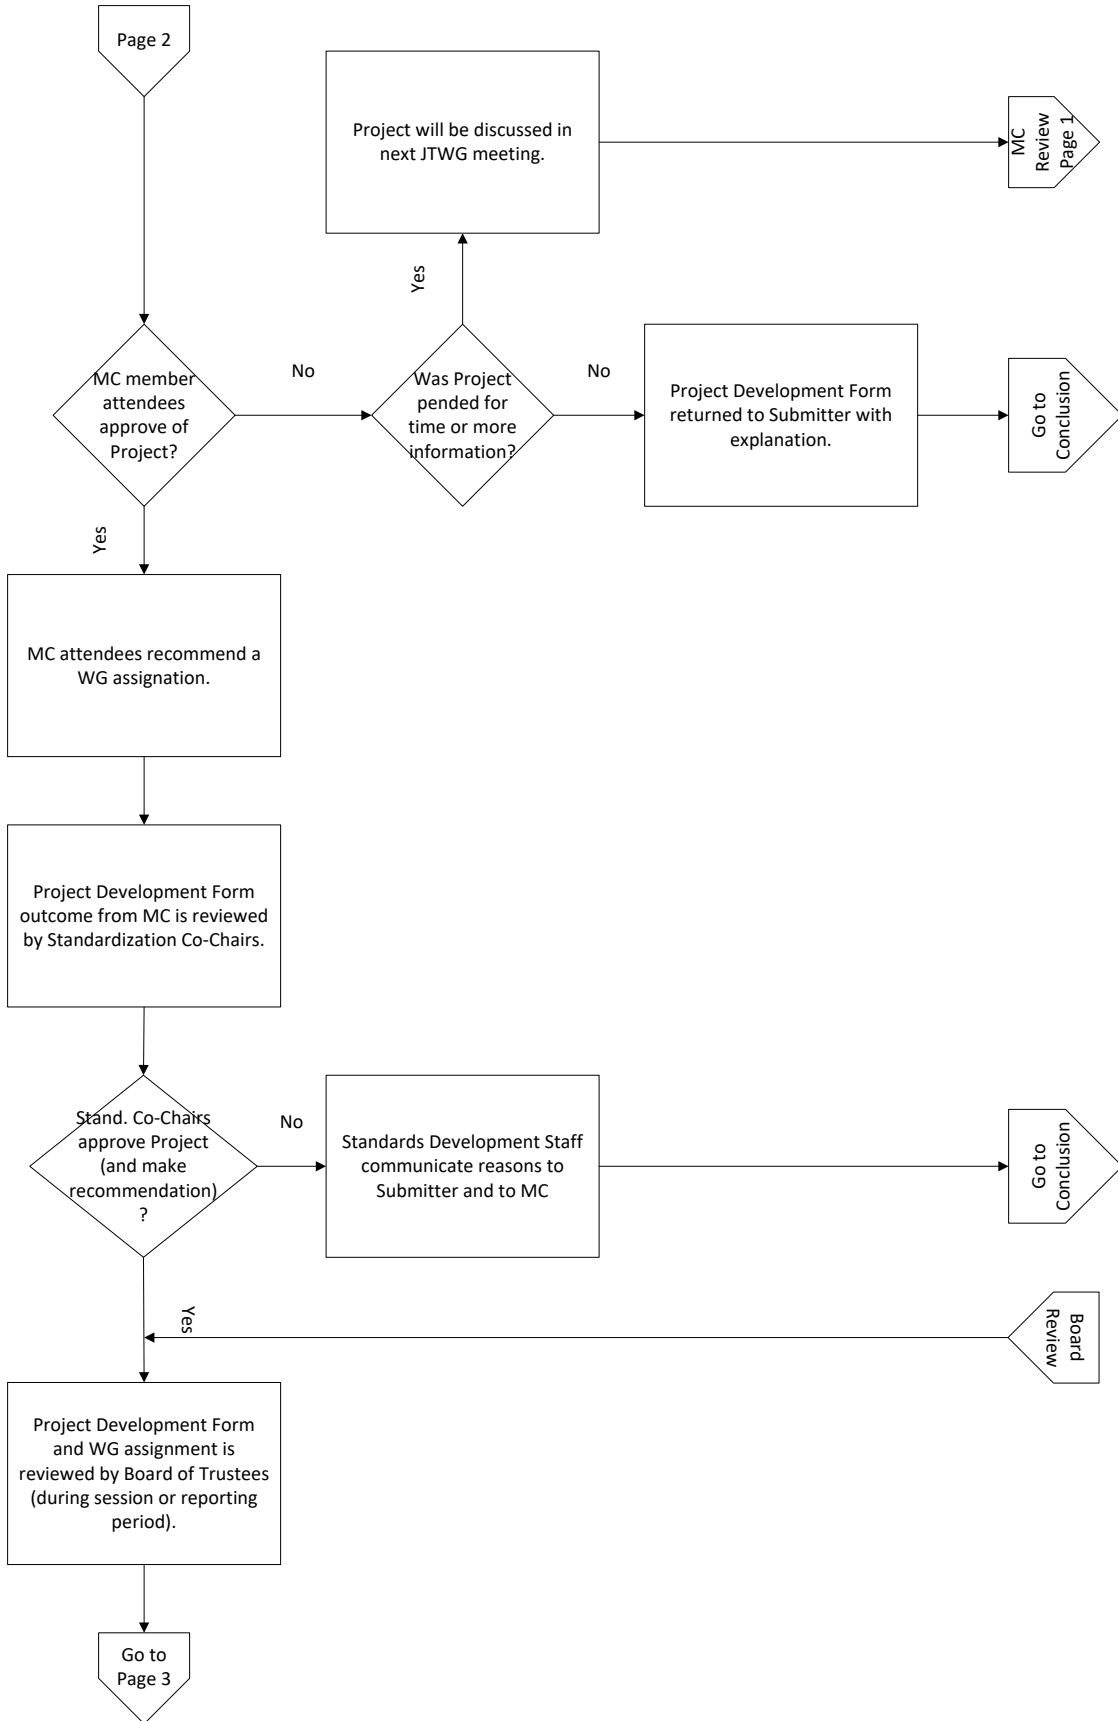 Page 2
Project will be discussed in
next JTWG meeting.
MC
Review
Page 1
Yes
MC member
attendees
approve of
Project?
No
Was Project
pended for
time or more
information?
No
Project Development Form
returned to Submitter with
explanation.
Go to
Conclusion
Yes
MC attendees recommend a
WG assignation.
Project Development Form
outcome from MC is reviewed
by Standardization Co-Chairs.
Stand. Co-Chairs
approve Project
(and make
recommendation)
?
No
Standards Development Staff
communicate reasons to
Submitter and to MC
Go to
Conclusion
Yes
Board
Review
Project Development Form
and WG assignment is
reviewed by Board of Trustees
(during session or reporting
period).
Go to
Page 3